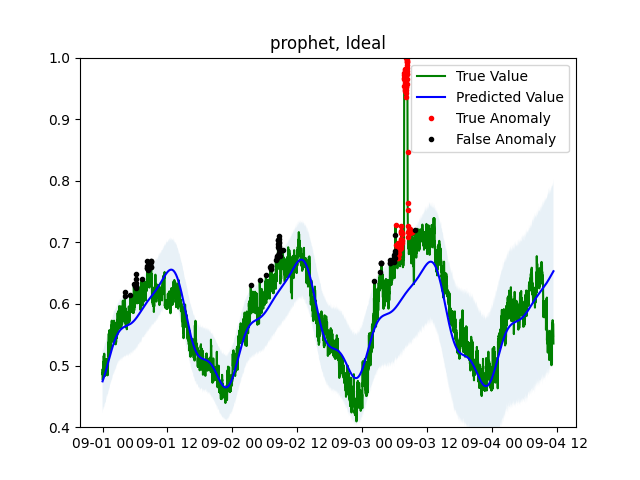 prophet, Ideal
1.0
0.9
0.8
0.7
0.6
0.5
0.4
True Value
Predicted Value
True Anomaly
False Anomaly
09-01 00 09-01 12 09-02 00 09-02 12 09-03 00 09-03 12 09-04 00 09-04 12